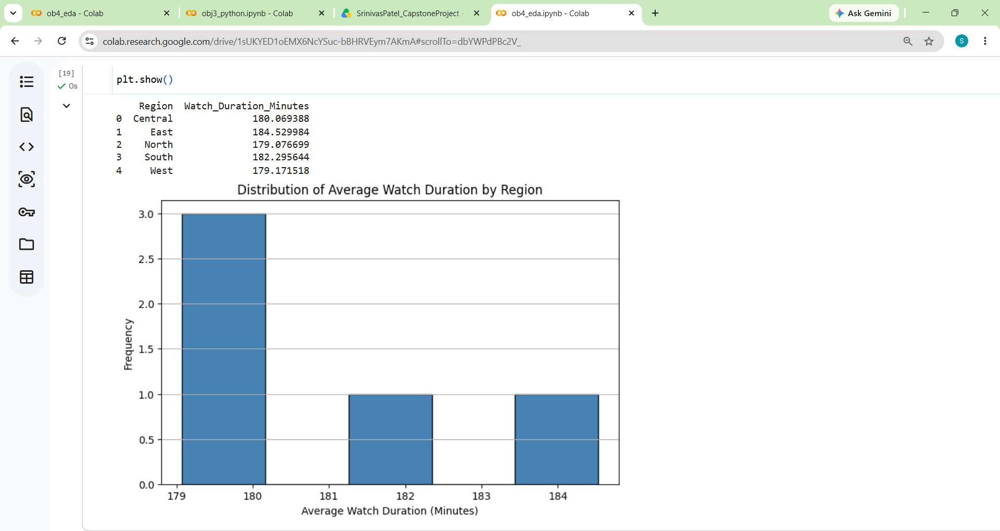 ob4_eda - Colab
obj3_python.ipynb - Colab
SrinivasPatel_CapstoneProject -
ob4_eda.ipynb - Colab
Ask Gemini
colab.research.google.com/drive/1sUKYED1oEMX6NcYSuc-bBHRVEym7AKmA#scrollTo=dbYWPdPBc2V_
S
[19]
0s
plt.show()
Region Watch_Duration_Minutes
0 Central 180.069388
1 East 184.529984
2 North 179.076699
3 South 182.295644
4 West 179.171518
Distribution of Average Watch Duration by Region
3.0
2.5
2.0
1.5
1.0
0.5
0.0
Frequency
179 180 181 182 183 184
Average Watch Duration (Minutes)